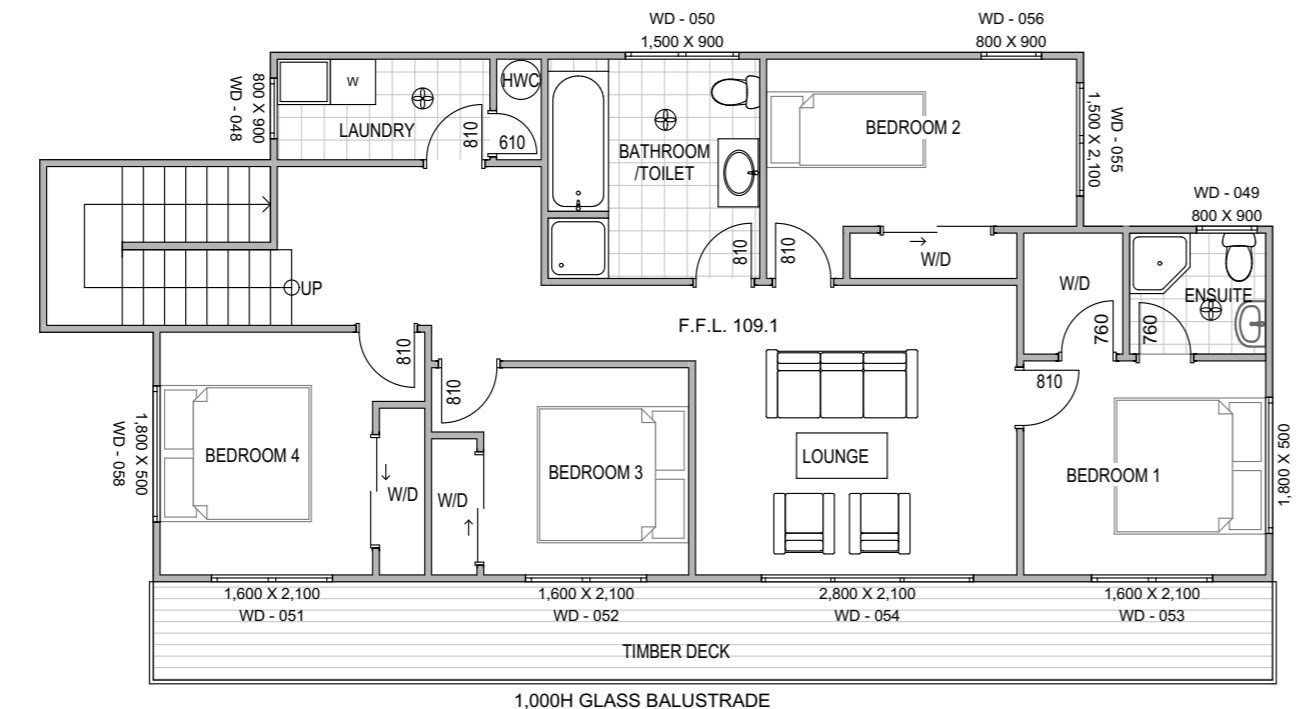 WD - 050
1,500 X 900
WD - 056
800 X 900
WD - 048
800 X 900
W
HWC
LAUNDRY
810
610
BATHROOM
/TOILET
BEDROOM 2
WD - 055
1,500 X 2,100
WD - 049
800 X 900
810
810
W/D
W/D
ENSUITE
UP
F.F.L. 109.1
760
760
810
810
810
WD - 058
1,800 X 500
BEDROOM 4
W/D
W/D
BEDROOM 3
LOUNGE
BEDROOM 1
1,800 X 500
1,600 X 2,100
WD - 051
1,600 X 2,100
WD - 052
2,800 X 2,100
WD - 054
1,600 X 2,100
WD - 053
TIMBER DECK
1,000H GLASS BALUSTRADE